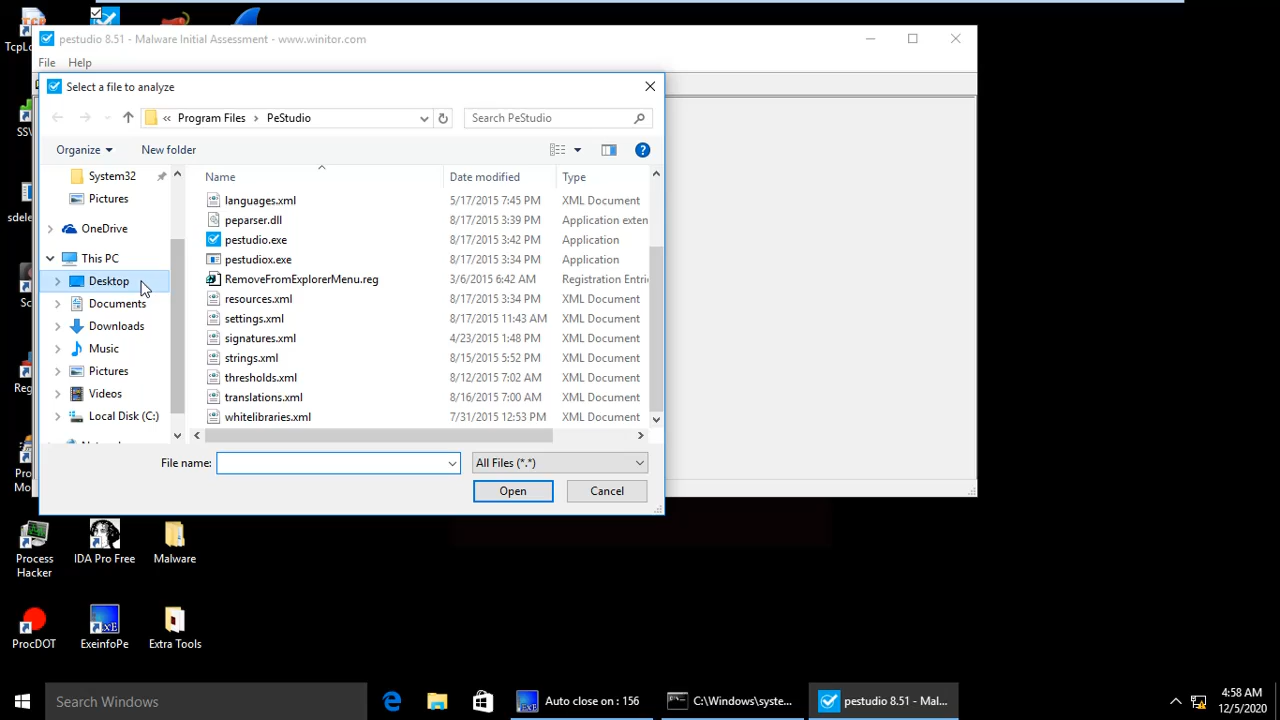 TcpLo
pestudio 8.51 - Malware Initial Assessment - www.winitor.com
File Help
Select a file to analyze
« Program Files > PeStudio
Search PeStudio
Organize New folder
Name Date modified Type
System32
Pictures
OneDrive
This PC
Desktop
Documents
Downloads
Music
Pictures
Videos
Local Disk (C:)
languages.xml 5/17/2015 7:45 PM XML Document
peparser.dll 8/17/2015 3:39 PM Application exten
pestudio.exe 8/17/2015 3:42 PM Application
pestudiox.exe 8/17/2015 3:34 PM Application
RemoveFromExplorerMenu.reg 3/6/2015 6:42 AM Registration Entri
resources.xml 8/17/2015 3:34 PM XML Document
settings.xml 8/17/2015 11:43 AM XML Document
signatures.xml 4/23/2015 1:48 PM XML Document
strings.xml 8/15/2015 5:52 PM XML Document
thresholds.xml 8/12/2015 7:02 AM XML Document
translations.xml 8/16/2015 7:00 AM XML Document
whitelibraries.xml 7/31/2015 12:53 PM XML Document
File name:
All Files (*.*)
Open Cancel
SSV
sdele
Sc
Reg
Pro
Mo
Process
Hacker
IDA Pro Free
Malware
ProcDOT
ExeinfoPe
Extra Tools
Search Windows
Auto close on : 156
C:\Windows\syste...
pestudio 8.51 - Mal...
4:58 AM
12/5/2020